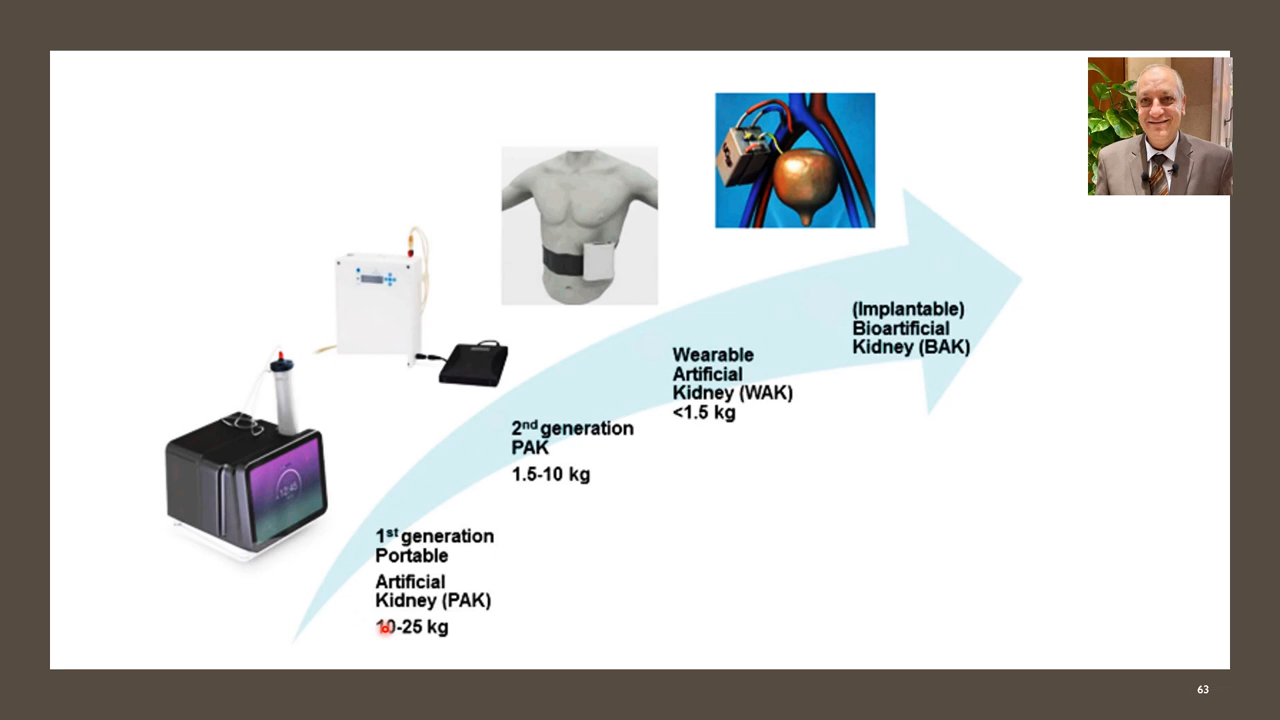 (Implantable)
Bioartificial
Kidney (BAK)
Wearable
Artificial
Kidney (WAK)
<1.5 kg
2nd generation
PAK
1.5-10 kg
1st generation
Portable
Artificial
Kidney (PAK)
10-25 kg
63